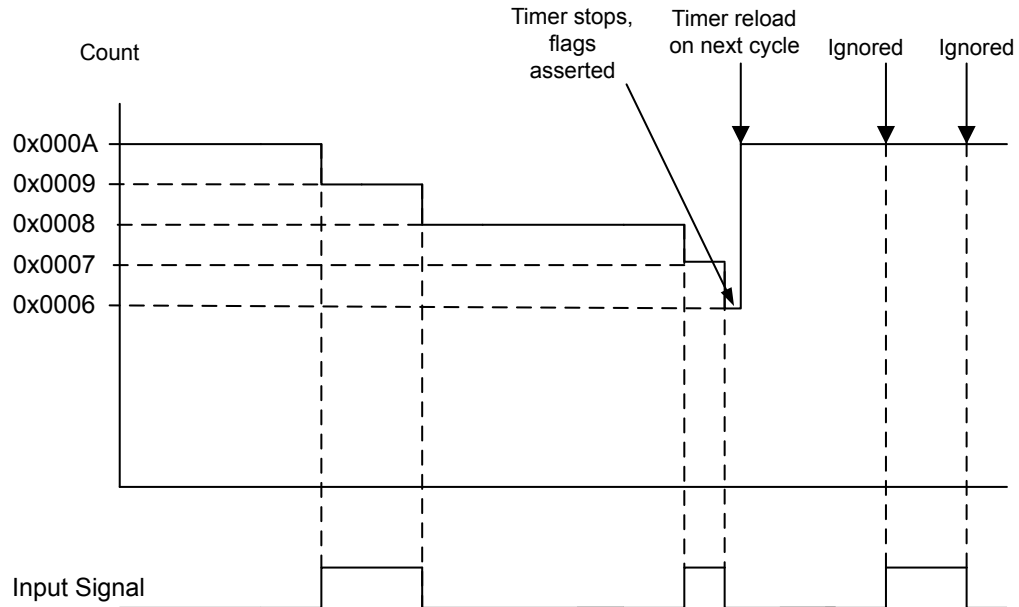 Timer stops,
flags
asserted
Timer reload
on next cycle
Ignored
Ignored
Count
0x000A
0x0009
0x0008
0x0007
0x0006
Input Signal